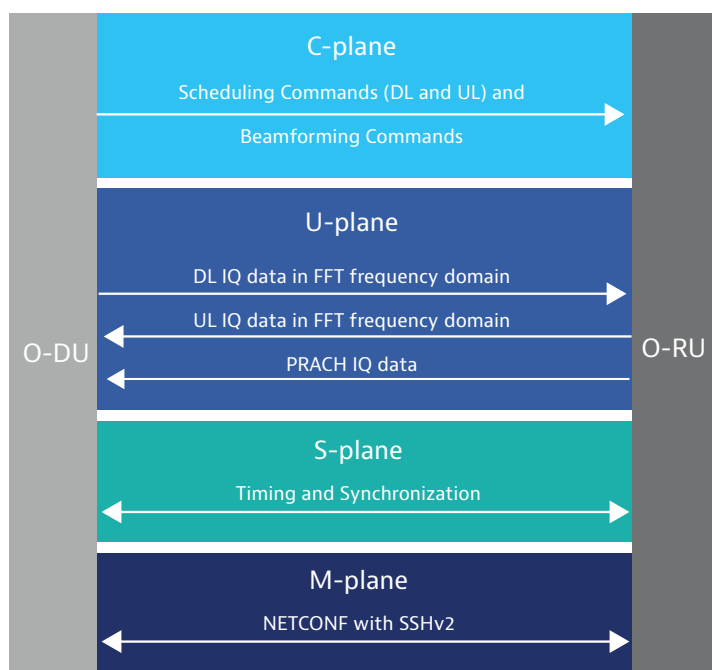 C-plane
Scheduling Commands (DL and UL) and
Beamforming Commands
U-plane
DL IQ data in FFT frequency domain
UL IQ data in FFT frequency domain
O-DU
O-RU
PRACH IQ data
S-plane
Timing and Synchronization
M-plane
NETCONF with SSHv2